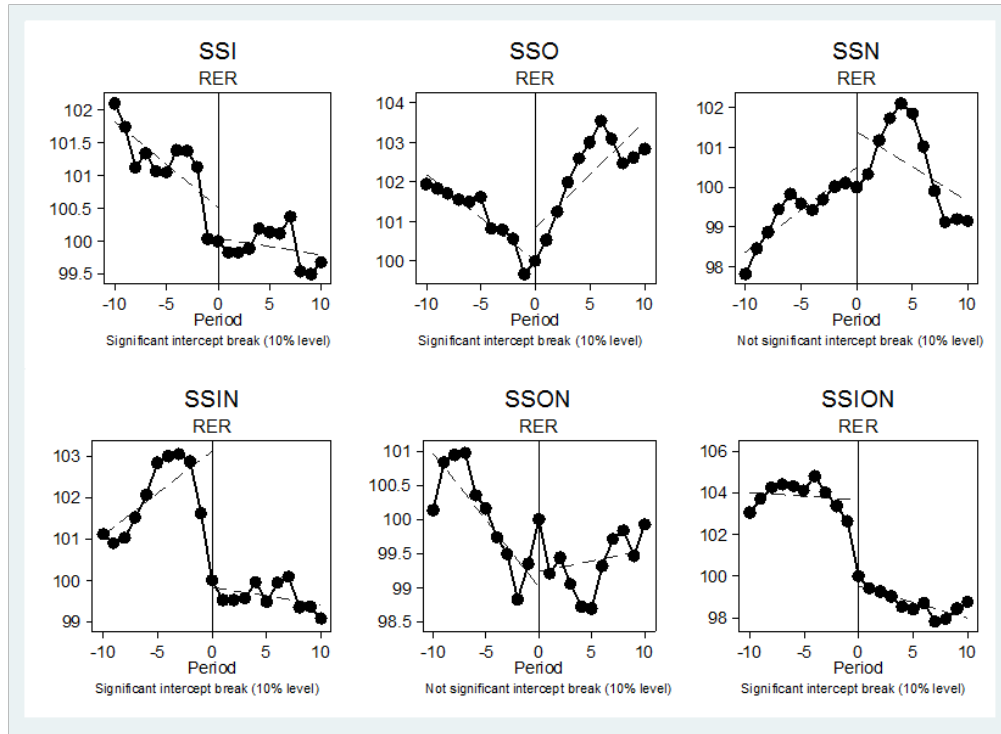 SSI
RER
102
101.5
101
100.5
100
99.5
-10 -5 0 5 10
Period
Significant intercept break (10% level)
SSO
RER
104
103
102
101
100
-10 -5 0 5 10
Period
Significant intercept break (10% level)
SSN
RER
102
101
100
99
98
-10 -5 0 5 10
Period
Not significant intercept break (10% level)
SSIN
RER
103
102
101
100
99
-10 -5 0 5 10
Period
Significant intercept break (10% level)
SSON
RER
101
100.5
100
99.5
99
98.5
-10 -5 0 5 10
Period
Not significant intercept break (10% level)
SSION
RER
106
104
102
100
98
-10 -5 0 5 10
Period
Significant intercept break (10% level)